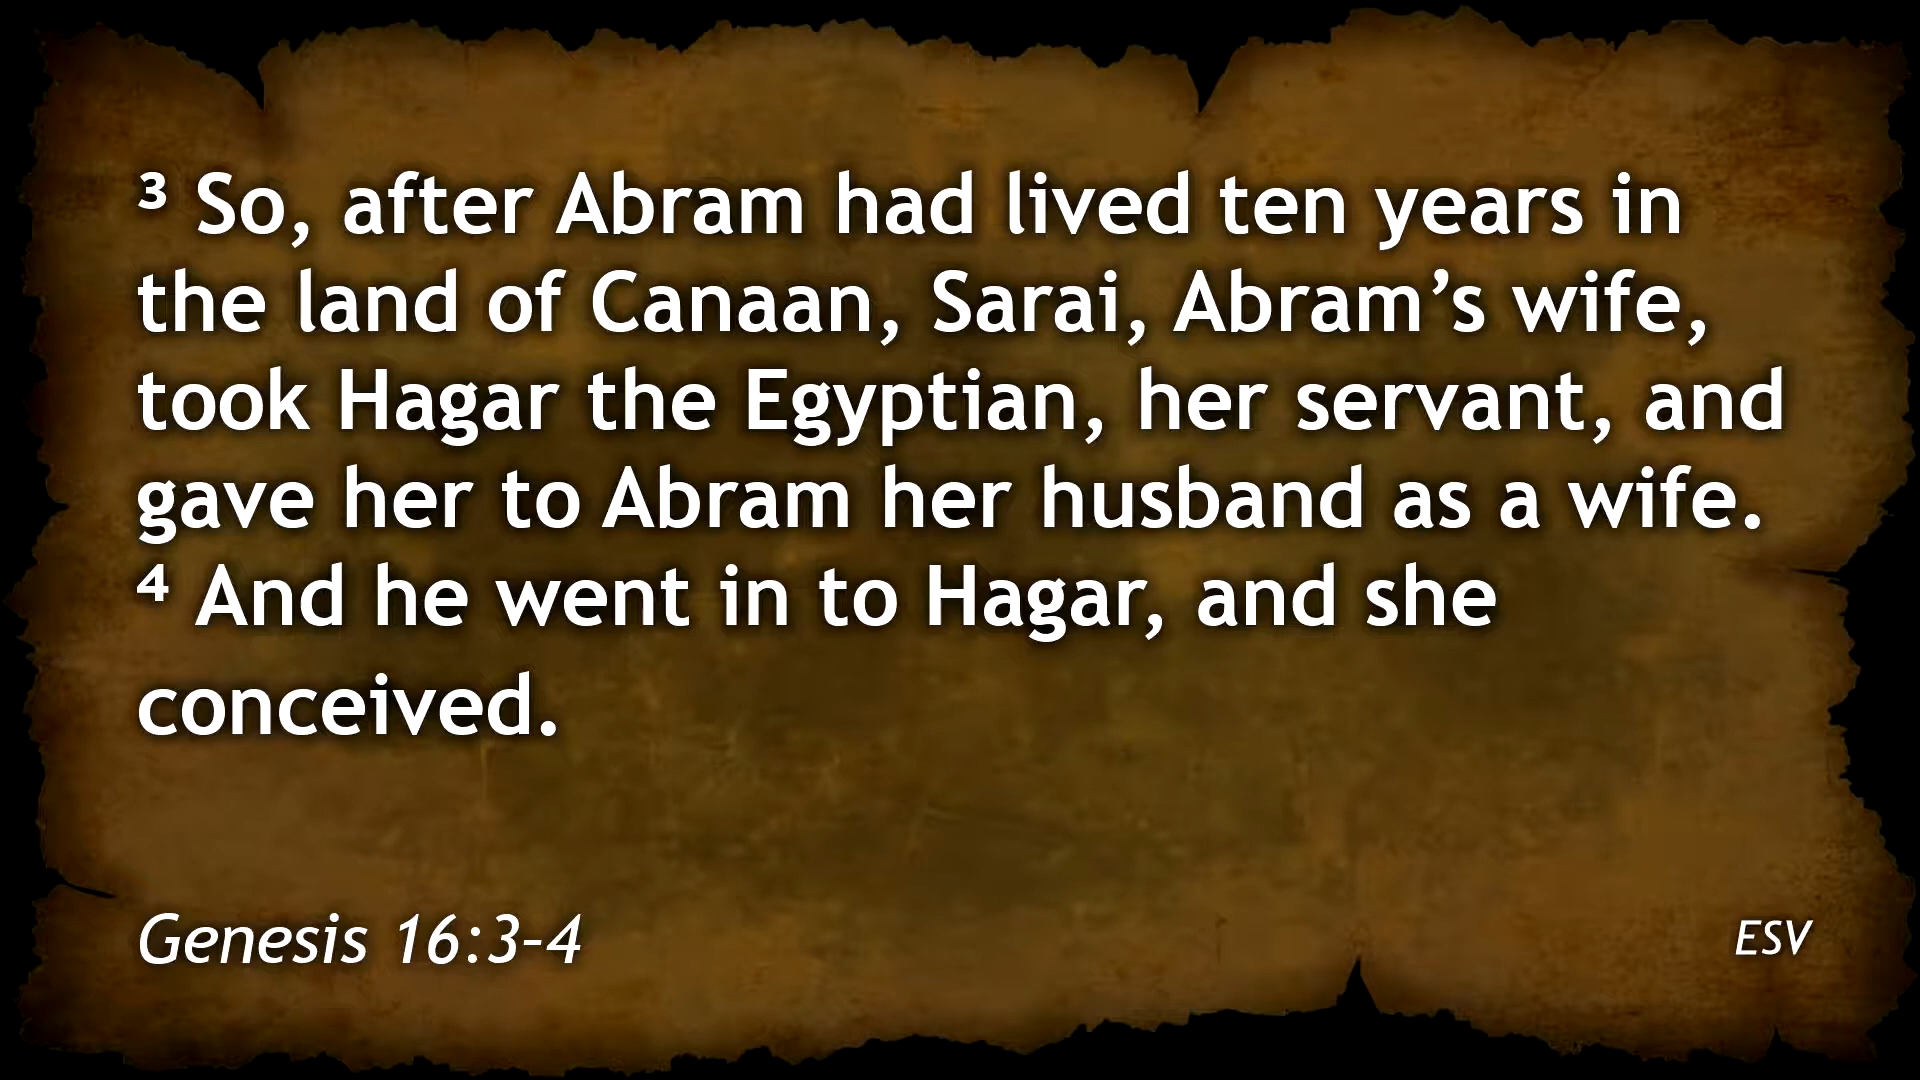 ³ So, after Abram had lived ten years in
the land of Canaan, Sarai, Abram’s wife,
took Hagar the Egyptian, her servant, and
gave her to Abram her husband as a wife.
⁴ And he went in to Hagar, and she
conceived.
Genesis 16:3–4
ESV